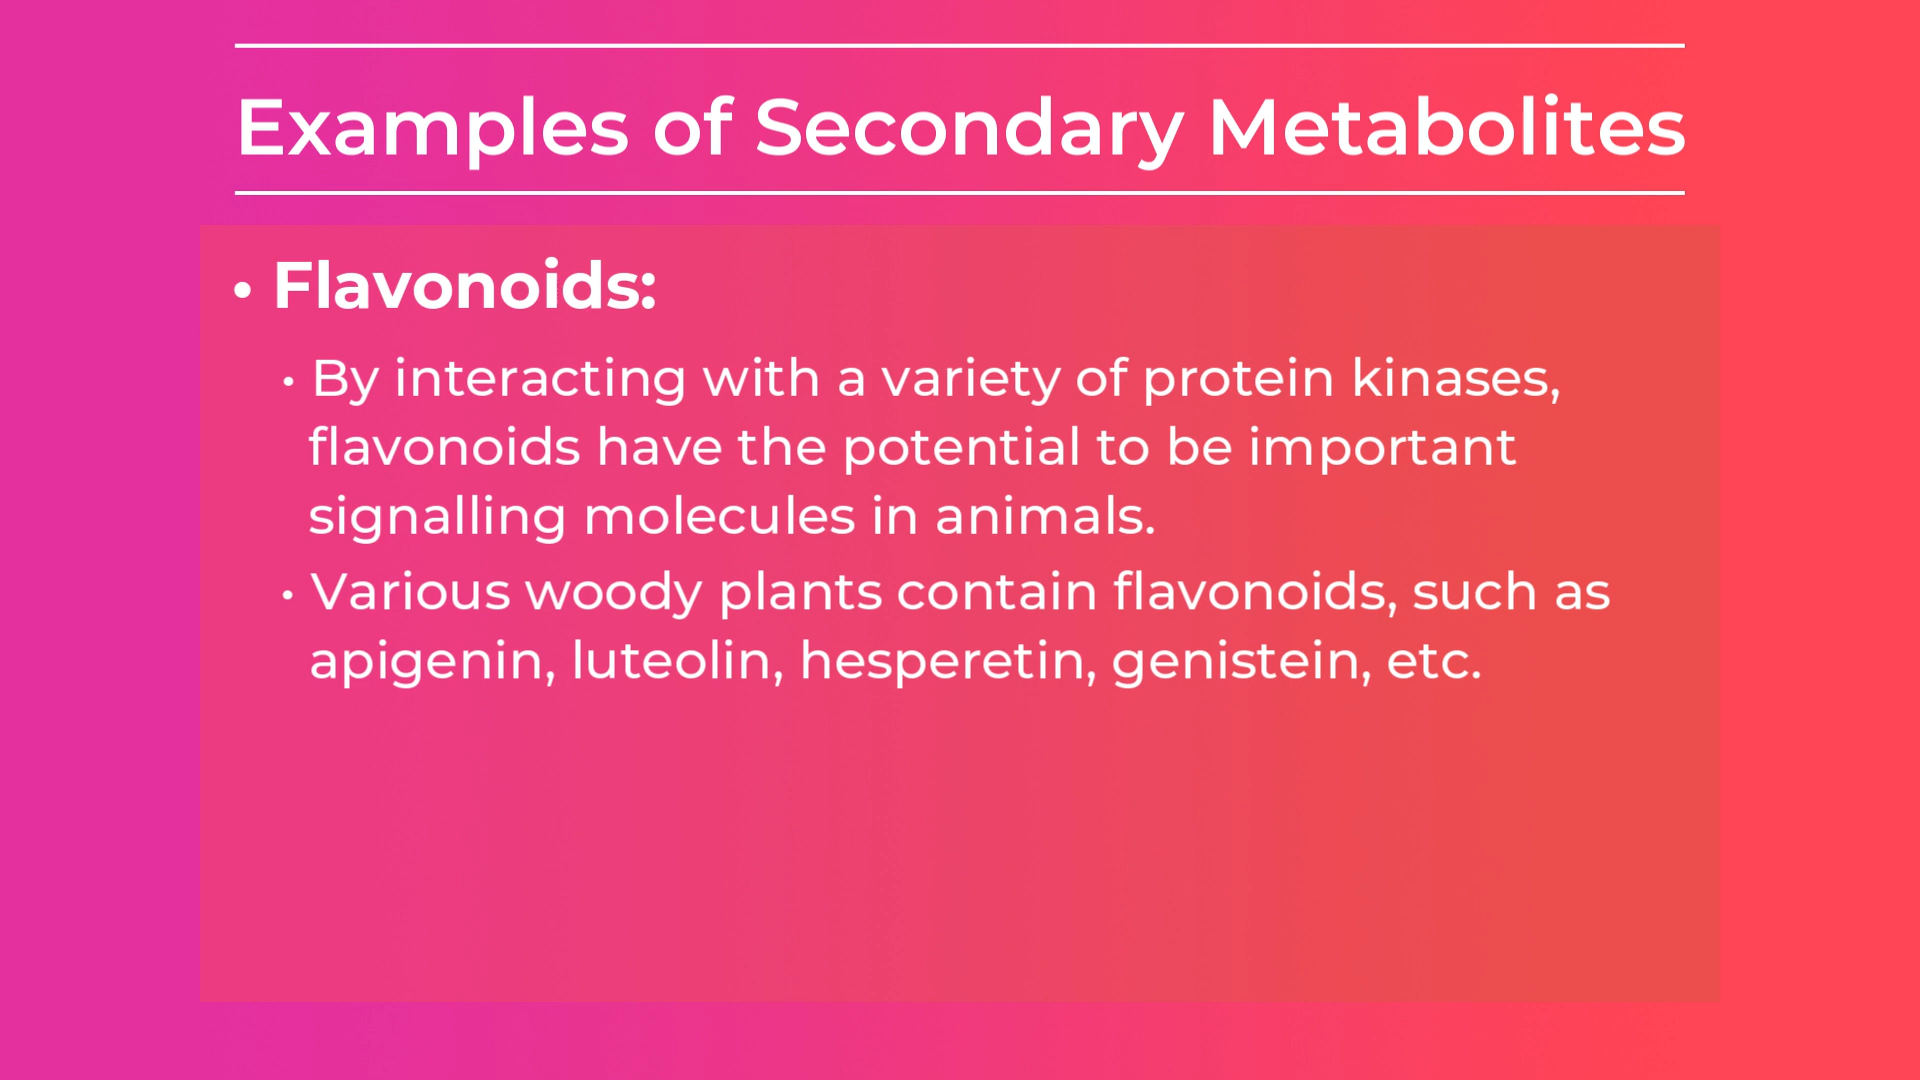 Examples of Secondary Metabolites
• Flavonoids:
• By interacting with a variety of protein kinases,
flavonoids have the potential to be important
signalling molecules in animals.
• Various woody plants contain flavonoids, such as
apigenin, luteolin, hesperetin, genistein, etc.